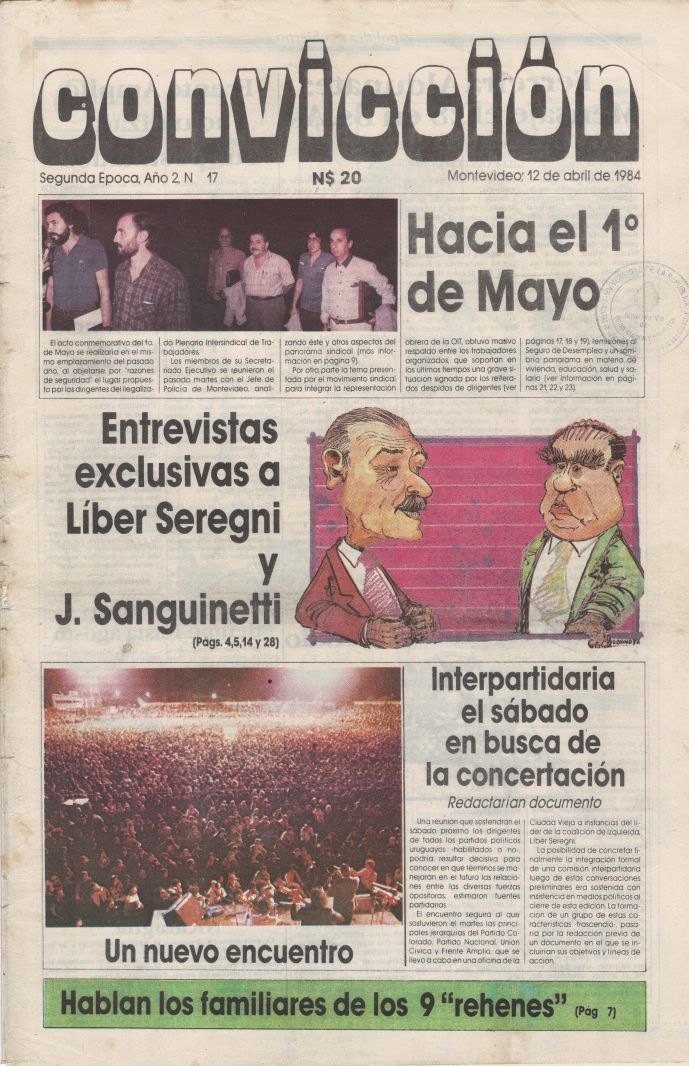 convicción
Segunda Epoca, Año 2, N 17
N$ 20
Montevideo; 12 de abril de 1984
Hacia el 1º
de Mayo
El acto conmemorativo del 1o.
de Mayo se realizaría en el mis-
mo emplazamiento del pasado
año, al objetarse por "razones
de seguridad" el lugar propues-
to por los dirigentes del ilegaliza-
do Plenario Intersindical de Tra-
bajadores.
Los miembros de su Secreta-
riado Ejecutivo se reunieron el
pasado martes con el Jefe de
Policía de Montevideo, anali-
zando éste y otros aspectos del
panorama sindical (más infor-
mación en página 9).
Por otra parte la terna presen-
tada por el movimiento sindical
para integrar la representación
obrera de la OIT, obtuvo masivo
respaldo entre los trabajadores
organizados, que soportan en
los últimos tiempos una grave si-
tuación signada por los reitera-
dos despidos de dirigentes (ver
páginas 17, 18 y 19), remisiones al
Seguro de Desempleo y un som-
brío panorama en materia de
vivienda, educación, salud y sa-
lario (ver información en pági-
nas 21, 22 y 23).
Entrevistas
exclusivas a
Líber Seregni
y
J. Sanguinetti
(Págs. 4,5,14 y 28)
Un nuevo encuentro
Interpartidaria
el sábado
en busca de
la concertación
Redactarían documento
Una reunión que sostendrán el
sábado próximo los dirigentes
de todos los partidos políticos
uruguayos -habilitados o no-
podría resultar decisiva para
conocer en qué términos se ma-
nejarán en el futuro las relacio-
nes entre las diversas fuerzas
opositoras, estimaron fuentes
partidarias.
El encuentro seguirá al que
sostuvieron el martes las prin-
cipales jerarquías del Partido Co-
lorado, Partido Nacional, Unión
Cívica y Frente Amplio, que se
llevó a cabo en una oficina de la
Ciudad Vieja a instancias del lí-
der de la coalición de izquierda,
Líber Seregni.
La posibilidad de concretar fi-
nalmente la integración formal
de una comisión interpartidaria
luego de estas conversaciones
preliminares era sostenida con
insistencia en medios políticos al
cierre de esta edición. La forma-
ción de un grupo de estas ca-
racterísticas -trascendió-, pasa-
ría por la redacción previa de
un documento en el que se in-
cluirían sus objetivos y líneas de
acción.
Hablan los familiares de los 9 "rehenes" (Pág 7)